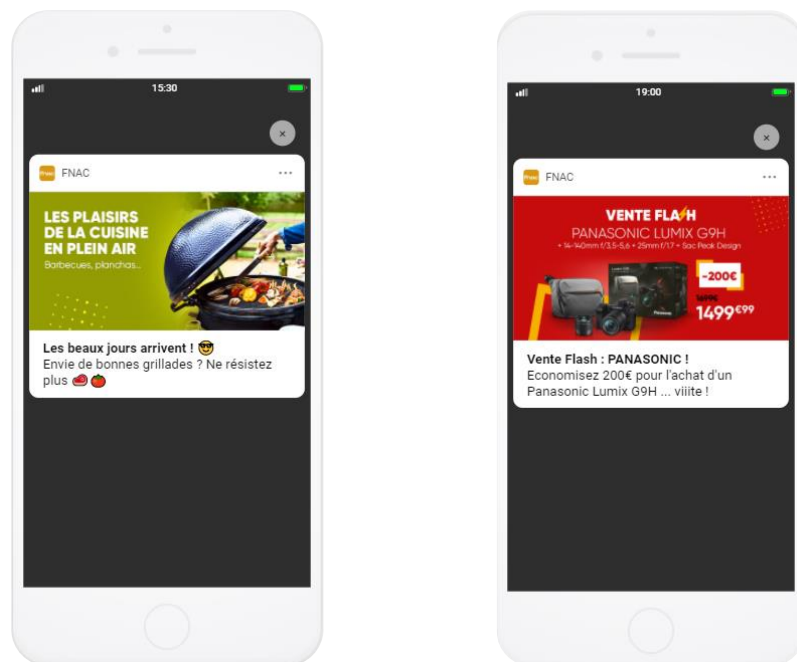 15:30
FNAC
LES PLAISIRS
DE LA CUISINE
EN PLEIN AIR
Barbecues, planchas...
Les beaux jours arrivent ! 😎
Envie de bonnes grillades ? Ne résistez
plus 🥩🍅
19:00
fnac
FNAC
VENTE FLASH
PANASONIC LUMIX G9H
+ 14-140mm f/3,5-5,6 + 25mm f/1.7 + Sac Peak Design
-200€
1699€
1499€99
Panasonic
Vente Flash : PANASONIC !
Economisez 200€ pour l'achat d'un
Panasonic Lumix G9H ... viiite !